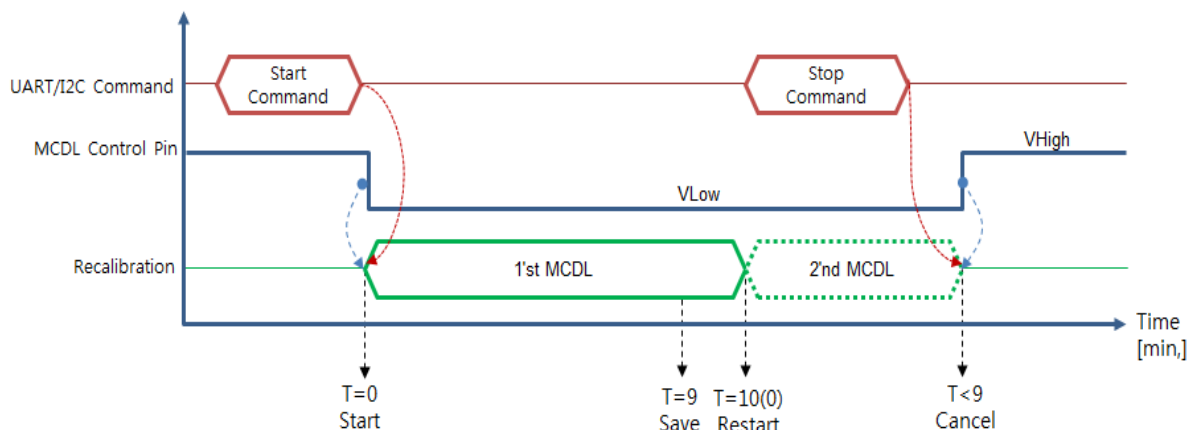 UART/I2C Command
Start
Command
Stop
Command
MCDL Control Pin
VHigh
VLow
Recalibration
1'st MCDL
2'nd MCDL
Time
[min,]
T=0
Start
T=9
Save
T=10(0)
Restart
T<9
Cancel